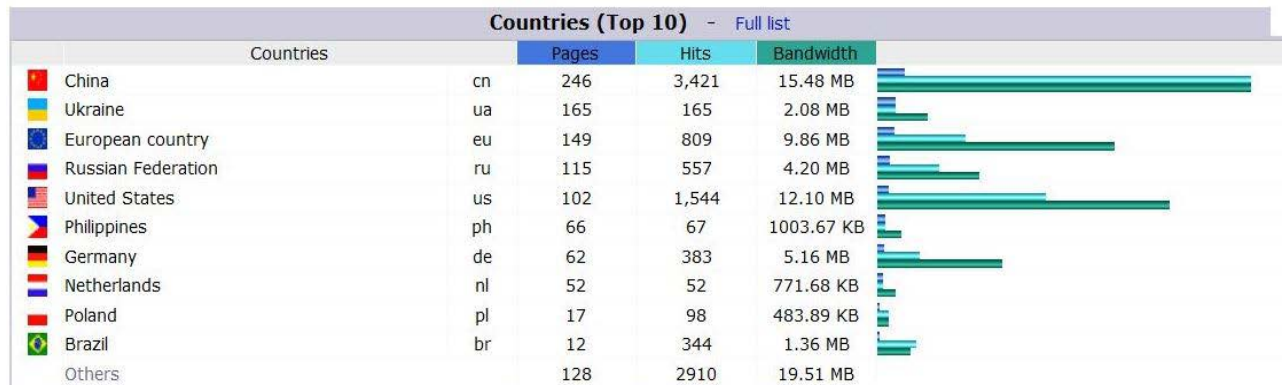 Countries (Top 10) - Full list
Countries Pages Hits Bandwidth
China cn 246 3,421 15.48 MB
Ukraine ua 165 165 2.08 MB
European country eu 149 809 9.86 MB
Russian Federation ru 115 557 4.20 MB
United States us 102 1,544 12.10 MB
Philippines ph 66 67 1003.67 KB
Germany de 62 383 5.16 MB
Netherlands nl 52 52 771.68 KB
Poland pl 17 98 483.89 KB
Brazil br 12 344 1.36 MB
Others 128 2910 19.51 MB